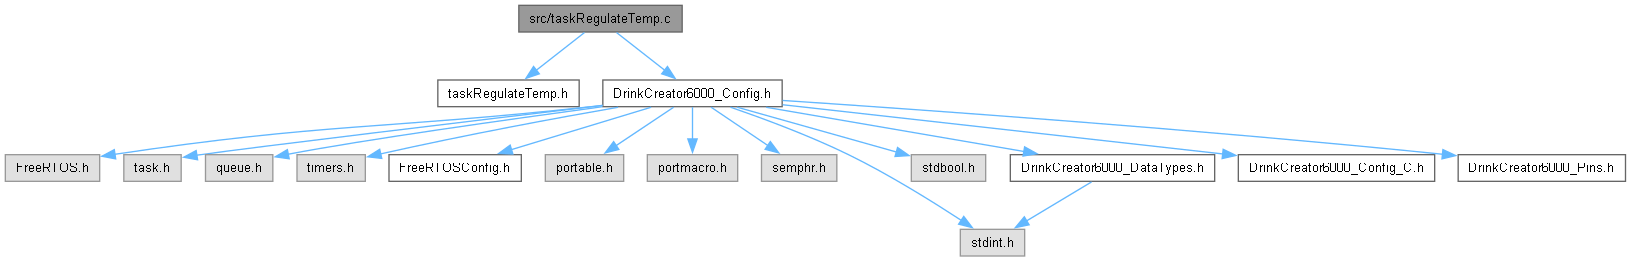 src/taskRegulateTemp.c
taskRegulateTemp.h
DrinkCreator6000_Config.h
FreeRTOS.h
task.h
queue.h
timers.h
FreeRTOSConfig.h
portable.h
portmacro.h
semphr.h
stdbool.h
DrinkCreator6000_DataTypes.h
DrinkCreator6000_Config_C.h
DrinkCreator6000_Pins.h
stdint.h